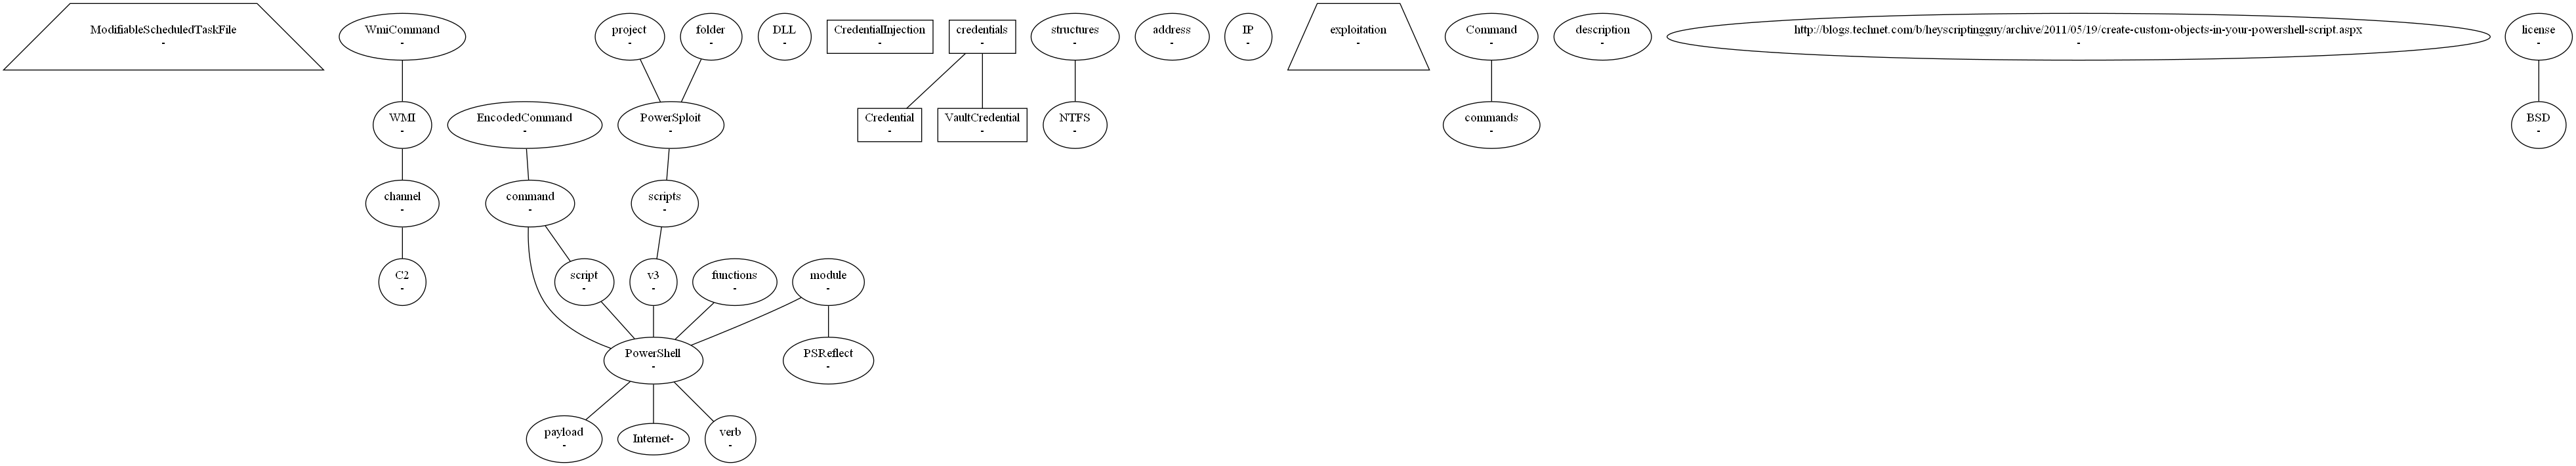 ModifiableScheduledTaskFile
-
WmiCommand
-
project
-
folder
-
DLL
-
CredentialInjection
-
credentials
-
structures
-
address
-
IP
-
exploitation
-
Command
-
description
-
http://blogs.technet.com/b/heyscriptingguy/archive/2011/05/19/create-custom-objects-in-your-powershell-script.aspx
-
license
-
WMI
-
EncodedCommand
-
PowerSploit
-
Credential
-
VaultCredential
-
NTFS
-
commands
-
BSD
-
channel
-
command
-
scripts
-
C2
-
script
-
v3
-
functions
-
module
-
PowerShell
-
PSReflect
-
payload
-
Internet-
verb
-